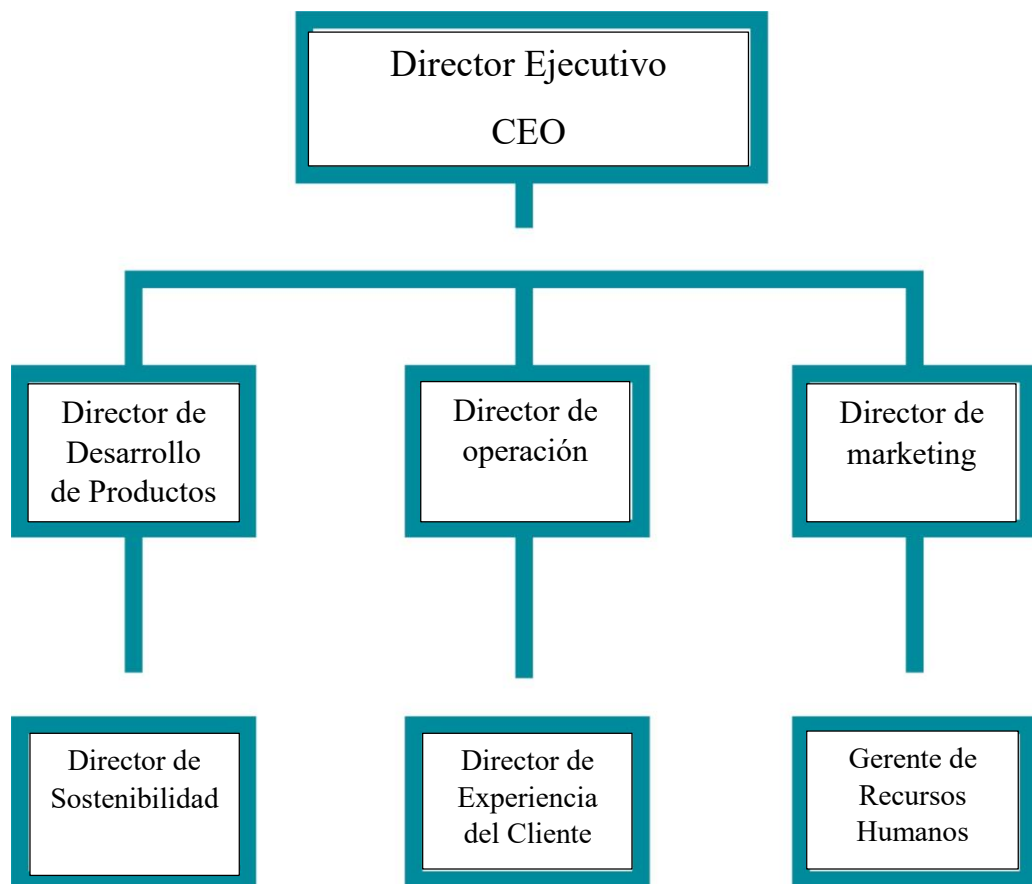 Director Ejecutivo
CEO
Director de
Desarrollo
de Productos
Director de
operación
Director de
marketing
Director de
Sostenibilidad
Director de
Experiencia
del Cliente
Gerente de
Recursos
Humanos